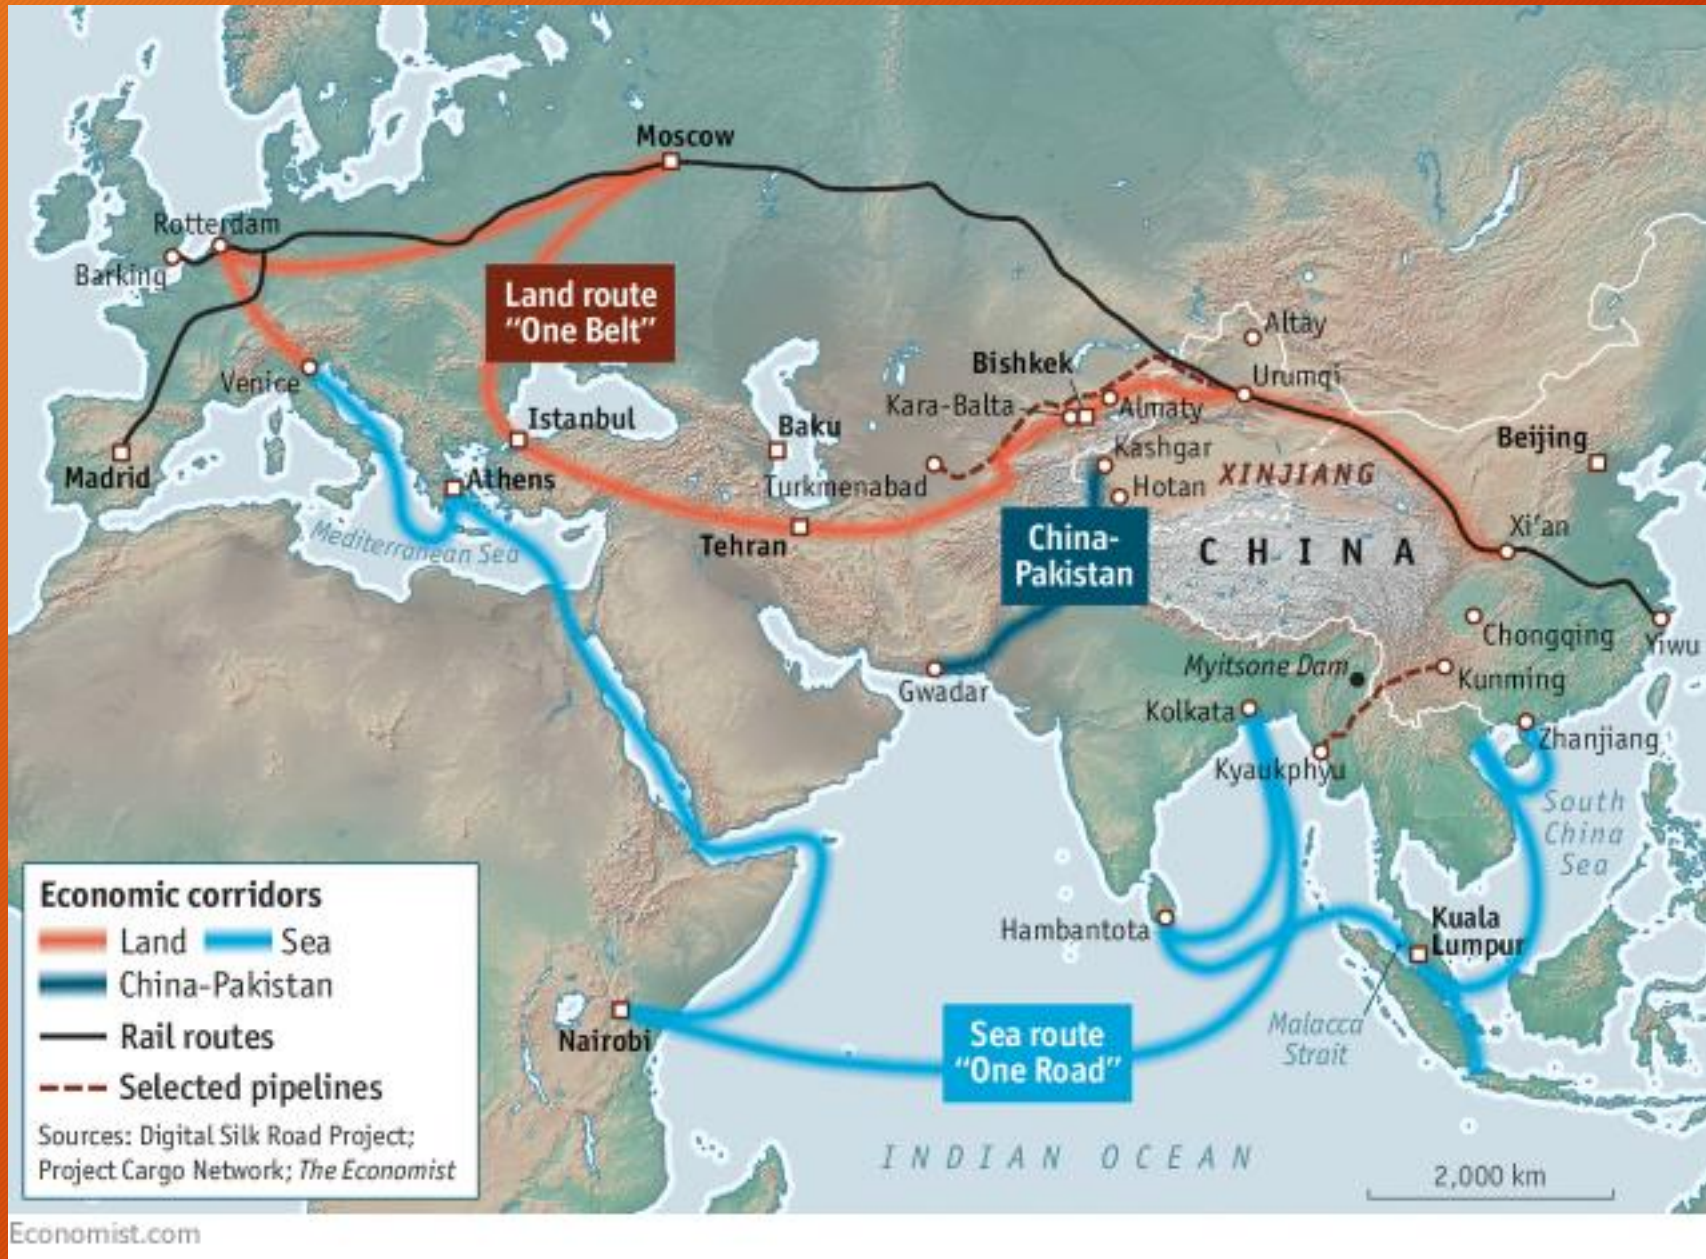 Moscow
Rotterdam
Barking
Land route
"One Belt"
Altay
Bishkek
Urumqi
Venice
Kara-Balta
Almaty
Istanbul
Baku
Kashgar
Beijing
Madrid
Athens
Turkmenabad
Hotan
XINJIANG
Mediterranean Sea
Tehran
China-
Pakistan
CHINA
Xi'an
Chongqing
Yiwu
Gwadar
Myitsone Dam
Kunming
Kolkata
Zhanjiang
Kyaukphyu
South
China
Sea
Economic corridors
Land
Sea
China-Pakistan
Rail routes
Selected pipelines
Sources: Digital Silk Road Project;
Project Cargo Network; The Economist
Hambantota
Kuala
Lumpur
Nairobi
Sea route
"One Road"
Malacca
Strait
INDIAN OCEAN
2,000 km
Economist.com